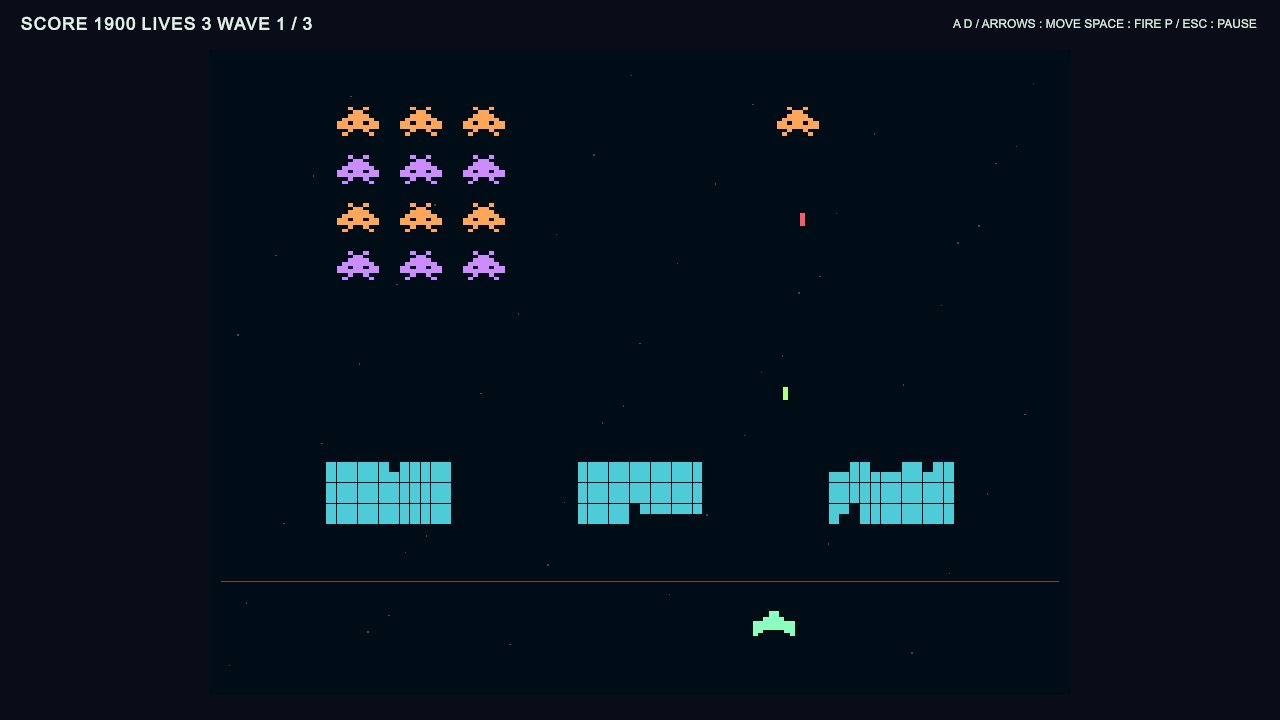 SCORE 1900 LIVES 3 WAVE 1 / 3
A D / ARROWS : MOVE SPACE : FIRE P / ESC : PAUSE